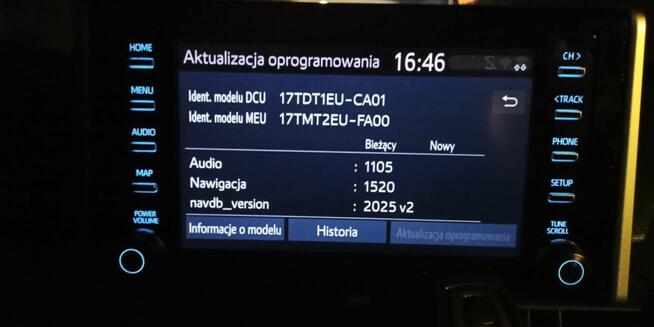 Aktualizacja oprogramowania 16:46
Ident. modelu DCU 17TDT1EU-CA01
Ident. modelu MEU 17TMT2EU-FA00
Bieżący Nowy
Audio : 1105
Nawigacja : 1520
navdb_version : 2025 v2
Informacje o modelu Historia Aktualizacja oprogramowania
HOME
MENU
AUDIO
MAP
POWER
VOLUME
CH >
< TRACK
PHONE
SETUP
TUNE
SCROLL